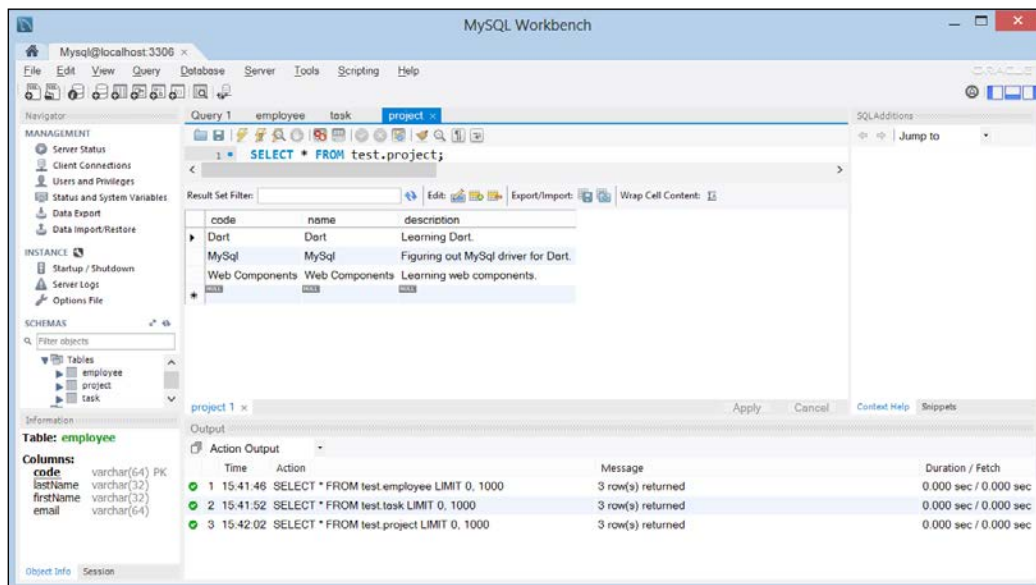 MySQL Workbench
Mysql@localhost:3306 ×
File Edit View Query Database Server Tools Scripting Help
ORACLE
Navigator
MANAGEMENT
Server Status
Client Connections
Users and Privileges
Status and System Variables
Data Export
Data Import/Restore
INSTANCE
Startup / Shutdown
Server Logs
Options File
SCHEMAS
Filter objects
Tables
employee
project
task
Information
Table: employee
Columns:
code varchar(64) PK
lastName varchar(32)
firstName varchar(32)
email varchar(64)
Object Info Session
Query 1 employee task project ×
1 SELECT * FROM test.project;
Result Set Filter: Edit: Export/Import: Wrap Cell Content:
code name description
Dart Dart Learning Dart.
MySql MySql Figuring out MySql driver for Dart.
Web Components Web Components Learning web components.
NULL NULL NULL
project 1 × Apply Cancel
SQLAdditions
Jump to
Context Help Snippets
Output
Action Output
Time Action Message Duration / Fetch
1 15:41:46 SELECT * FROM test.employee LIMIT 0, 1000 3 row(s) returned 0.000 sec / 0.000 sec
2 15:41:52 SELECT * FROM test.task LIMIT 0, 1000 3 row(s) returned 0.000 sec / 0.000 sec
3 15:42:02 SELECT * FROM test.project LIMIT 0, 1000 3 row(s) returned 0.000 sec / 0.000 sec